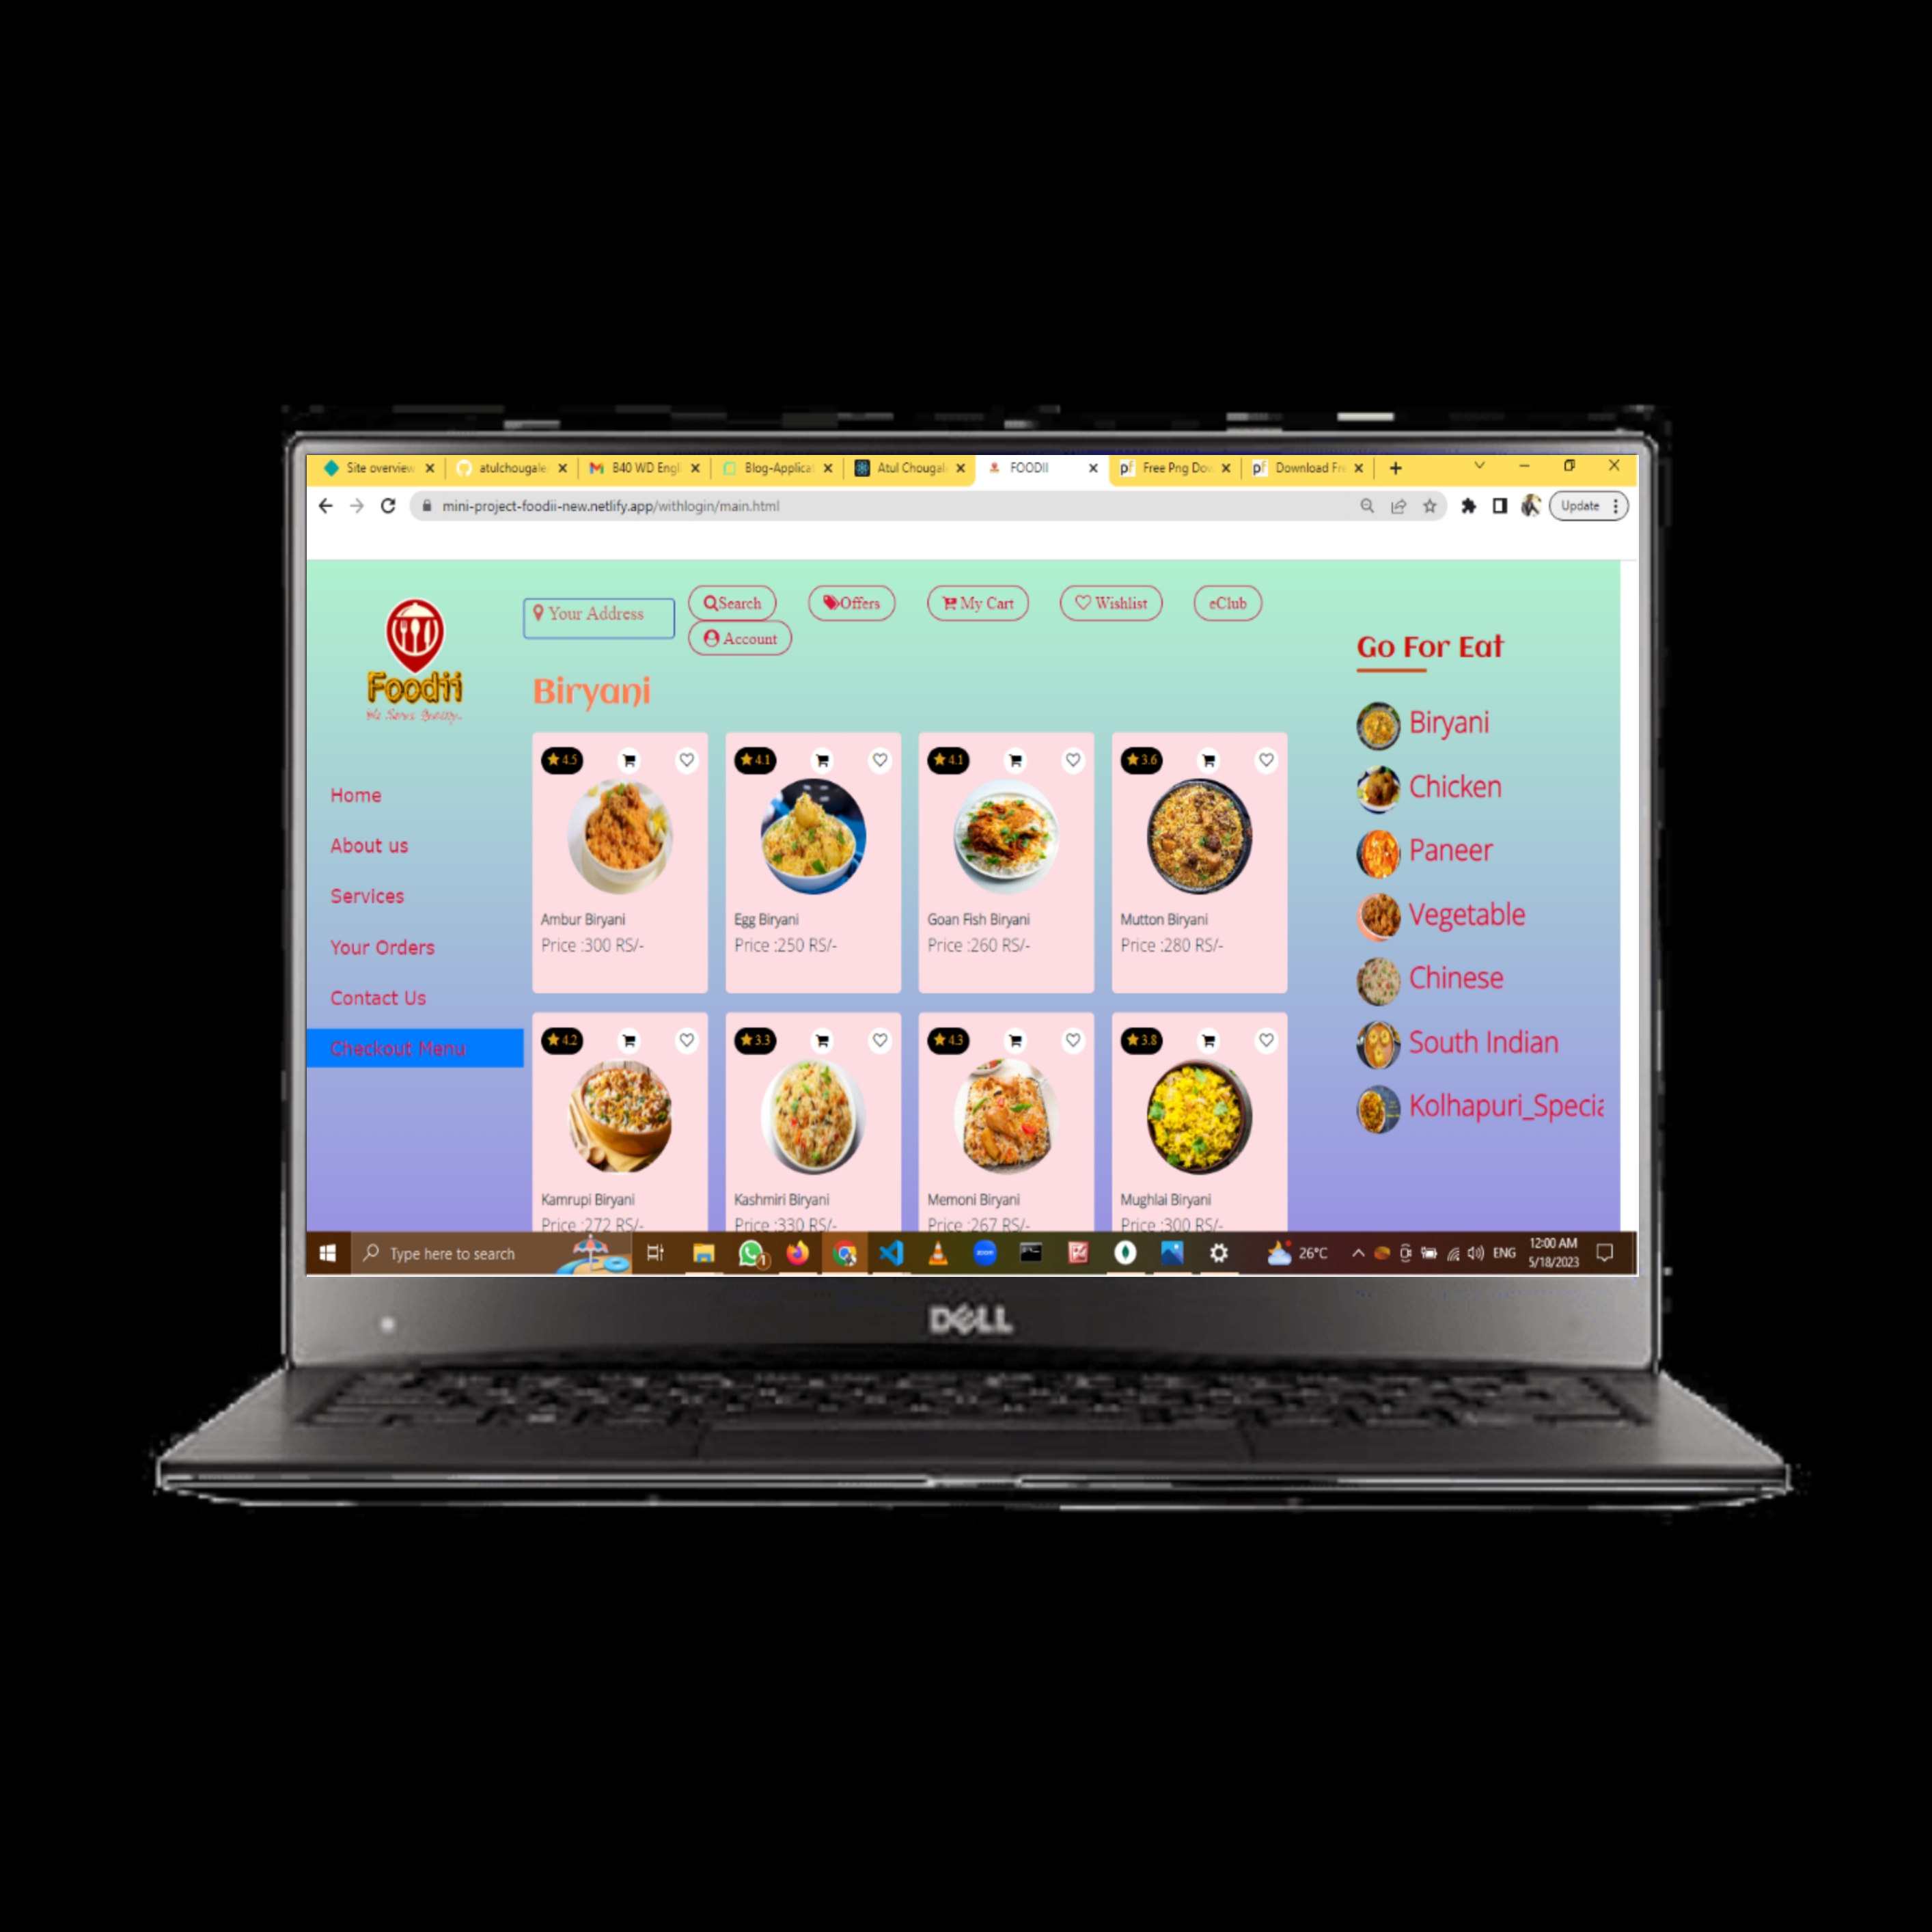 Site overview atulchougale B40 WD Engl Blog-Applicat Atul Chougal FOODII Free Png Do Download Fre
mini-project-foodii-new.netlify.app/withlogin/main.html Update
Foodii
Your Address
Search Offers My Cart Wishlist eClub
Account
Biryani
Home
About us
Services
Your Orders
Contact Us
Checkout Menu
4.5 4.1 4.1 3.6
Ambur Biryani Egg Biryani Goan Fish Biryani Mutton Biryani
Price :300 RS/- Price :250 RS/- Price :260 RS/- Price :280 RS/-
4.2 3.3 4.3 3.8
Kamrupi Biryani Kashmiri Biryani Memoni Biryani Mughlai Biryani
Price :272 RS/- Price :330 RS/- Price :267 RS/- Price :300 RS/-
Go For Eat
Biryani
Chicken
Paneer
Vegetable
Chinese
South Indian
Kolhapuri_Specia
Type here to search zoom 26°C ENG 12:00 AM
5/18/2023
DELL